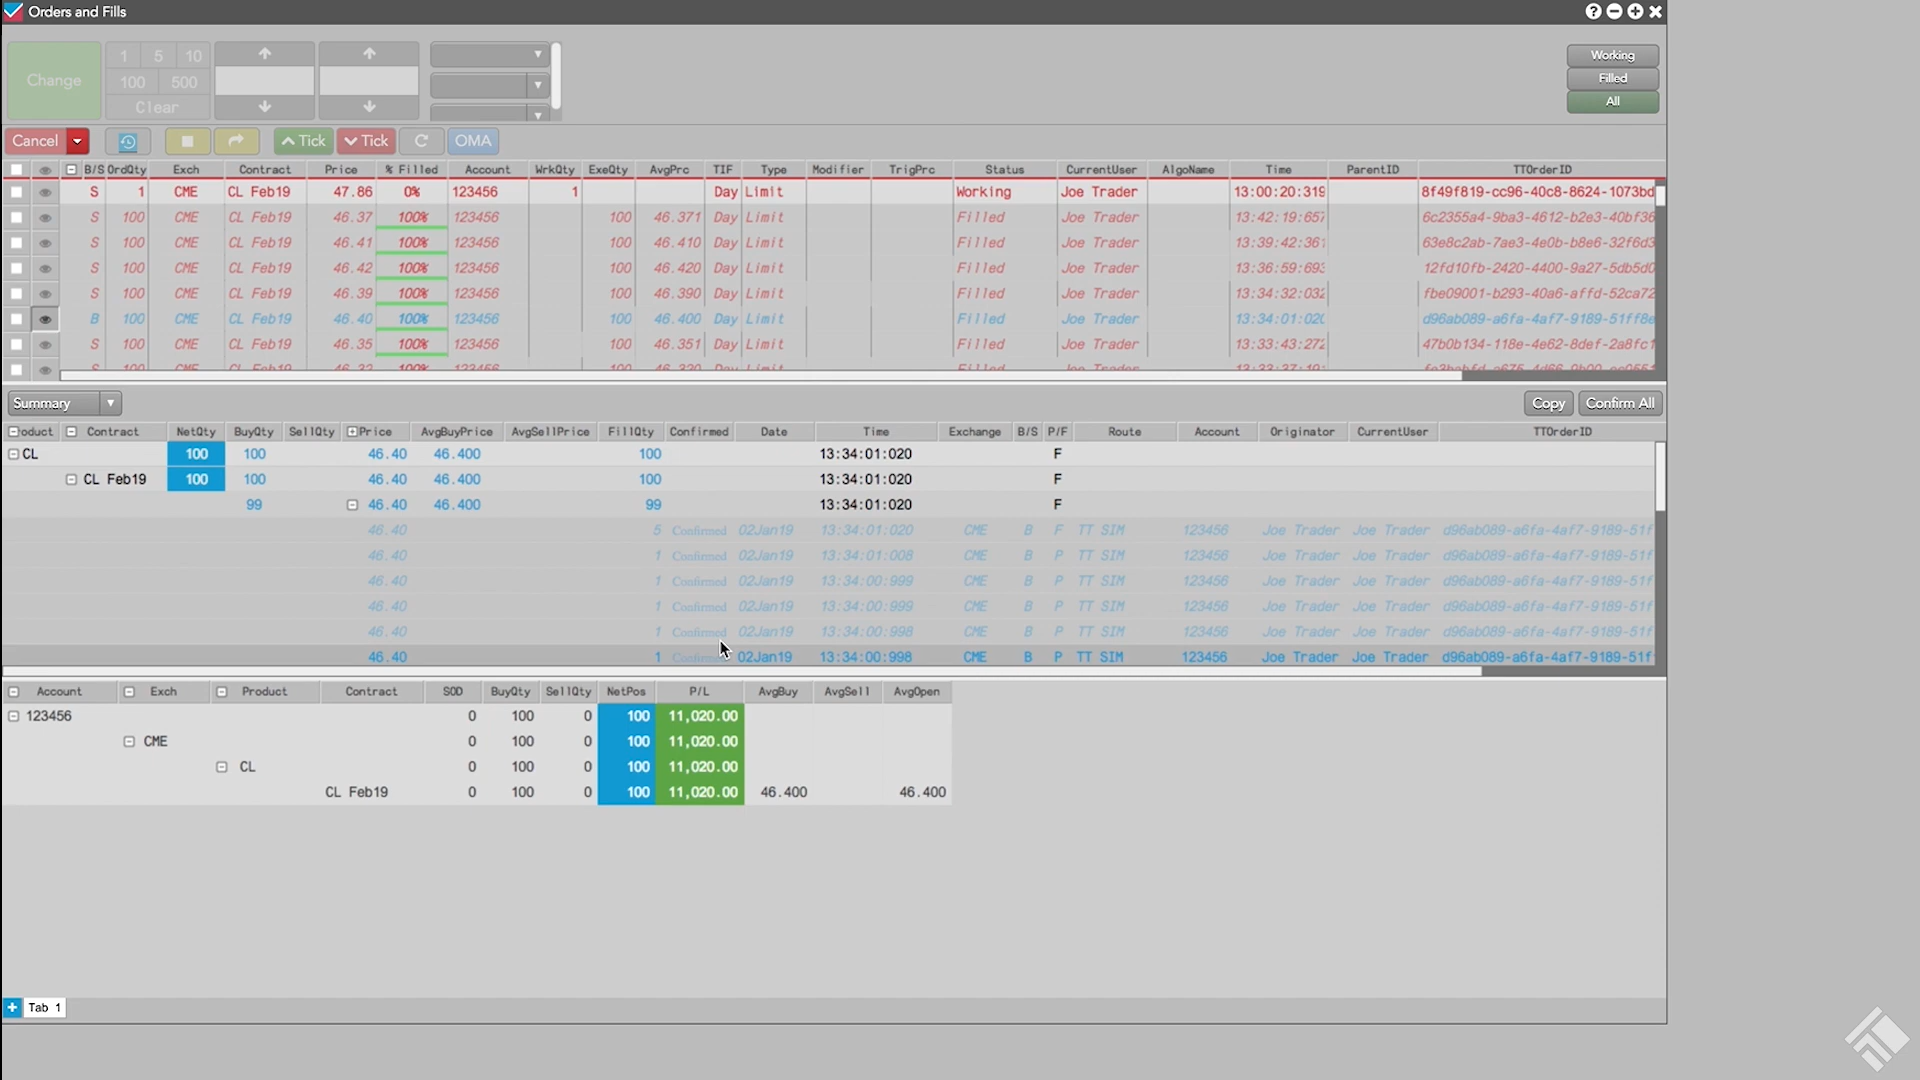 Orders and Fills
Change
1 5 10
100 500
Clear
Working
Filled
All
Cancel Tick Tick OMA
B/S OrdQty Exch Contract Price % Filled Account WrkQty ExeQty AvgPrc TIF Type Modifier TrigPrc Status CurrentUser AlgoName Time ParentID TTOrderID
S 1 CME CL Feb19 47.86 0% 123456 1 Day Limit Working Joe Trader 13:00:20:319 8f49f819-cc96-40c8-8624-1073bd
S 100 CME CL Feb19 46.37 100% 123456 100 46.371 Day Limit Filled Joe Trader 13:42:19:657 6c2355a4-9ba3-4612-b2e3-40bf36
S 100 CME CL Feb19 46.41 100% 123456 100 46.410 Day Limit Filled Joe Trader 13:39:42:361 63e8c2ab-7ae3-4e0b-b8e6-32f6d3
S 100 CME CL Feb19 46.42 100% 123456 100 46.420 Day Limit Filled Joe Trader 13:36:59:693 12fd10fb-2420-4400-9a27-5db5d0
S 100 CME CL Feb19 46.39 100% 123456 100 46.390 Day Limit Filled Joe Trader 13:34:32:032 fbe09001-b293-40a6-affd-52ca72
B 100 CME CL Feb19 46.40 100% 123456 100 46.400 Day Limit Filled Joe Trader 13:34:01:020 d96ab089-a6fa-4af7-9189-51ff8e
S 100 CME CL Feb19 46.35 100% 123456 100 46.351 Day Limit Filled Joe Trader 13:33:43:272 47b0b134-118e-4e62-8def-2a8fc1
S 100 CME CL Feb19 46.32 100% 123456 100 46.320 Day Limit Filled Joe Trader
Summary Copy Confirm All
oduct Contract NetQty BuyQty SellQty Price AvgBuyPrice AvgSellPrice FillQty Confirmed Date Time Exchange B/S P/F Route Account Originator CurrentUser TTOrderID
CL 100 100 46.40 46.400 100 13:34:01:020 F
CL Feb19 100 100 46.40 46.400 100 13:34:01:020 F
99 46.40 46.400 99 13:34:01:020 F
46.40 5 Confirmed 02Jan19 13:34:01:020 CME B F TT SIM 123456 Joe Trader Joe Trader d96ab089-a6fa-4af7-9189-51f
46.40 1 Confirmed 02Jan19 13:34:01:008 CME B P TT SIM 123456 Joe Trader Joe Trader d96ab089-a6fa-4af7-9189-51f
46.40 1 Confirmed 02Jan19 13:34:00:999 CME B P TT SIM 123456 Joe Trader Joe Trader d96ab089-a6fa-4af7-9189-51f
46.40 1 Confirmed 02Jan19 13:34:00:999 CME B P TT SIM 123456 Joe Trader Joe Trader d96ab089-a6fa-4af7-9189-51f
46.40 1 Confirmed 02Jan19 13:34:00:998 CME B P TT SIM 123456 Joe Trader Joe Trader d96ab089-a6fa-4af7-9189-51f
46.40 1 Confirmed 02Jan19 13:34:00:998 CME B P TT SIM 123456 Joe Trader Joe Trader d96ab089-a6fa-4af7-9189-51f
Account Exch Product Contract SOD BuyQty SellQty NetPos P/L AvgBuy AvgSell AvgOpen
123456 0 100 0 100 11,020.00
CME 0 100 0 100 11,020.00
CL 0 100 0 100 11,020.00
CL Feb19 0 100 0 100 11,020.00 46.400 46.400
Tab 1